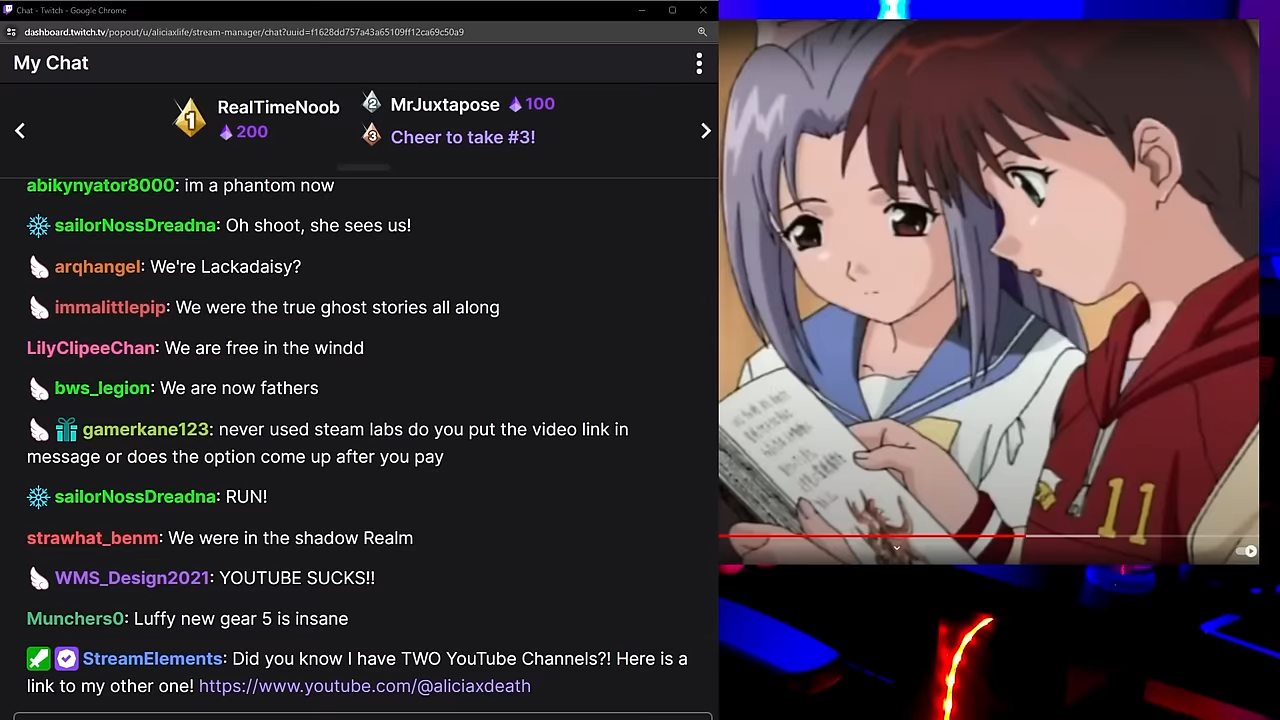 Chat - Twitch - Google Chrome
dashboard.twitch.tv/popout/u/aliciaxlife/stream-manager/chat?uuid=f1628dd757a43a65109ff12ca69c50a9
My Chat
1 RealTimeNoob 200
2 MrJuxtapose 100
3 Cheer to take #3!
abikynyator8000: im a phantom now
sailorNossDreadna: Oh shoot, she sees us!
arqhangel: We're Lackadaisy?
immalittlepip: We were the true ghost stories all along
LilyClipeeChan: We are free in the windd
bws_legion: We are now fathers
gamerkane123: never used steam labs do you put the video link in
message or does the option come up after you pay
sailorNossDreadna: RUN!
strawhat_benm: We were in the shadow Realm
WMS_Design2021: YOUTUBE SUCKS!!
Munchers0: Luffy new gear 5 is insane
StreamElements: Did you know I have TWO YouTube Channels?! Here is a
link to my other one! https://www.youtube.com/@aliciaxdeath
11